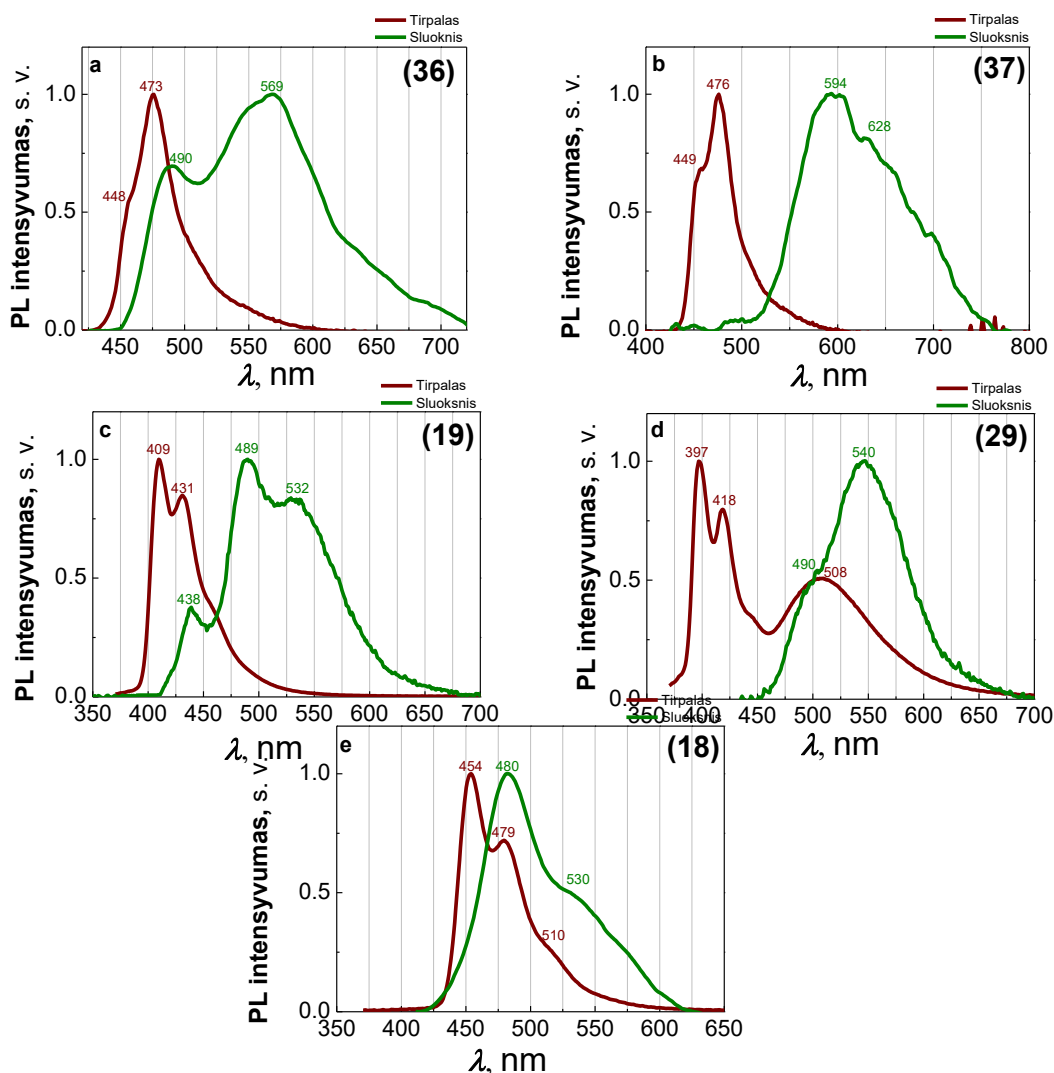 Tirpalas
Sluoksnis
a
(36)
473
569
490
448
1.0
0.5
0.0
PL intensyvumas, s. v.
450 500 550 600 650 700
λ, nm
Tirpalas
Sluoksnis
b
(37)
476
594
628
449
1.0
0.5
0.0
PL intensyvumas, s. v.
400 500 600 700 800
λ, nm
Tirpalas
Sluoksnis
c
(19)
409
431
489
532
438
1.0
0.5
0.0
PL intensyvumas, s. v.
350 400 450 500 550 600 650 700
λ, nm
Tirpalas
Sluoksnis
d
(29)
397
418
540
490
508
1.0
0.5
0.0
PL intensyvumas, s. v.
350 400 450 500 550 600 650 700
λ, nm
Tirpalas
Sluoksnis
e
(18)
454
480
479
530
510
1.0
0.5
0.0
PL intensyvumas, s. v.
350 400 450 500 550 600 650
λ, nm